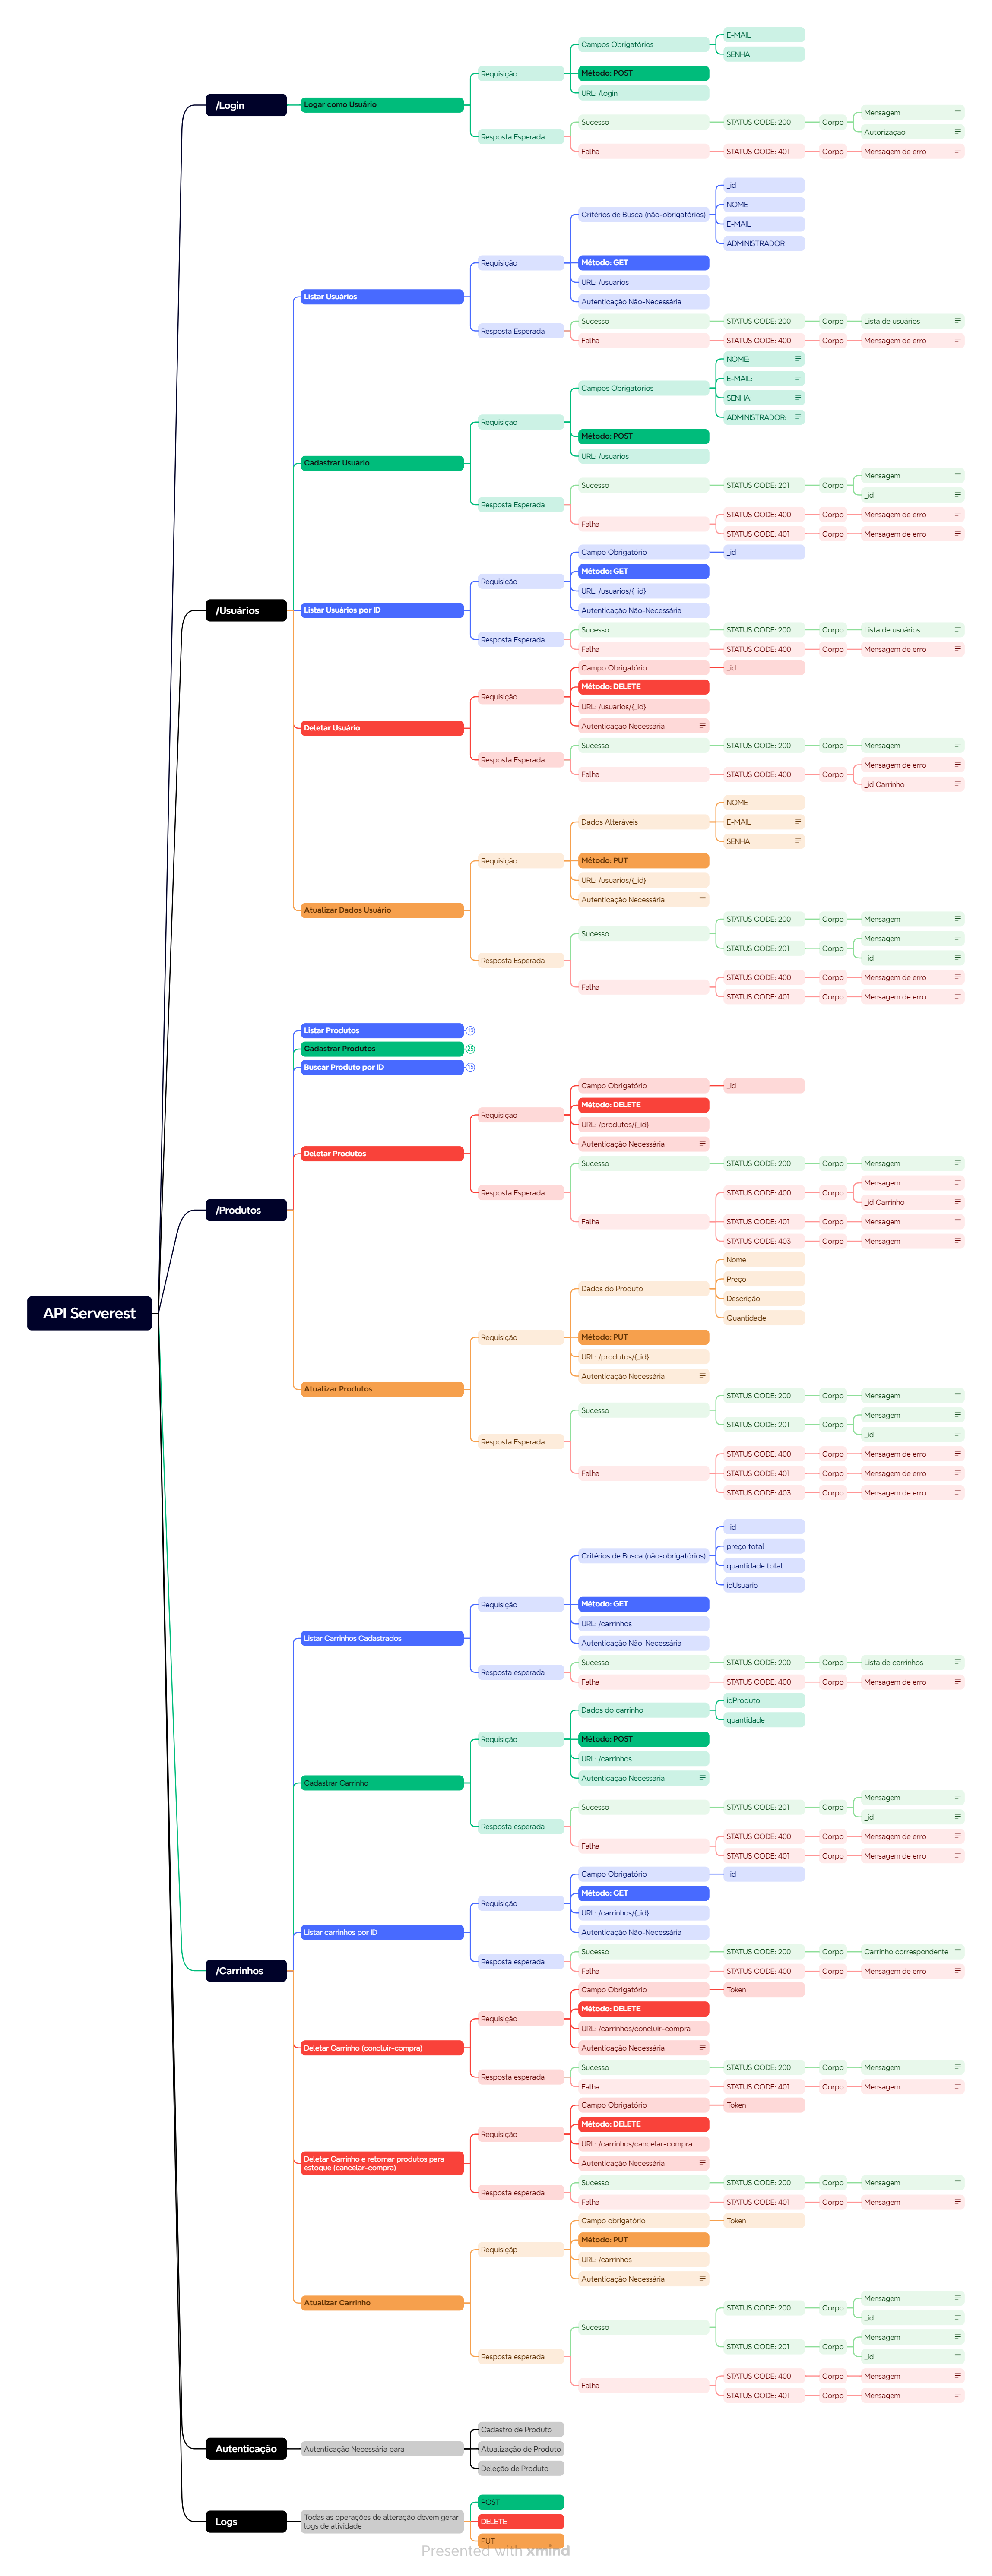 E-MAIL
Campos Obrigatórios
SENHA
Requisição
Método: POST
URL: /login
/Login
Logar como Usuário
Mensagem
Sucesso
STATUS CODE: 200
Corpo
Autorização
Resposta Esperada
Falha
STATUS CODE: 401
Corpo
Mensagem de erro
_id
NOME
Critérios de Busca (não-obrigatórios)
E-MAIL
ADMINISTRADOR
Requisição
Método: GET
URL: /usuarios
Autenticação Não-Necessária
Listar Usuários
Sucesso
STATUS CODE: 200
Corpo
Lista de usuários
Resposta Esperada
Falha
STATUS CODE: 400
Corpo
Mensagem de erro
NOME:
E-MAIL:
Campos Obrigatórios
SENHA:
ADMINISTRADOR:
Requisição
Método: POST
URL: /usuarios
Cadastrar Usuário
Mensagem
Sucesso
STATUS CODE: 201
Corpo
_id
Resposta Esperada
STATUS CODE: 400
Corpo
Mensagem de erro
Falha
STATUS CODE: 401
Corpo
Mensagem de erro
Campo Obrigatório
_id
Método: GET
Requisição
URL: /usuarios/{_id}
Autenticação Não-Necessária
/Usuários
Listar Usuários por ID
Sucesso
STATUS CODE: 200
Corpo
Lista de usuários
Resposta Esperada
Falha
STATUS CODE: 400
Corpo
Mensagem de erro
Campo Obrigatório
_id
Método: DELETE
Requisição
URL: /usuarios/{_id}
Autenticação Necessária
Deletar Usuário
Sucesso
STATUS CODE: 200
Corpo
Mensagem
Resposta Esperada
Mensagem de erro
Falha
STATUS CODE: 400
Corpo
_id Carrinho
NOME
Dados Alteráveis
E-MAIL
SENHA
Requisição
Método: PUT
URL: /usuarios/{_id}
Autenticação Necessária
Atualizar Dados Usuário
STATUS CODE: 200
Corpo
Mensagem
Sucesso
Mensagem
STATUS CODE: 201
Corpo
_id
Resposta Esperada
STATUS CODE: 400
Corpo
Mensagem de erro
Falha
STATUS CODE: 401
Corpo
Mensagem de erro
Listar Produtos
19
Cadastrar Produtos
26
Buscar Produto por ID
15
Campo Obrigatório
_id
Método: DELETE
Requisição
URL: /produtos/{_id}
Autenticação Necessária
Deletar Produtos
Sucesso
STATUS CODE: 200
Corpo
Mensagem
Resposta Esperada
Mensagem
STATUS CODE: 400
Corpo
_id Carrinho
/Produtos
Falha
STATUS CODE: 401
Corpo
Mensagem
STATUS CODE: 403
Corpo
Mensagem
Nome
Preço
Dados do Produto
Descrição
Quantidade
API Serverest
Requisição
Método: PUT
URL: /produtos/{_id}
Autenticação Necessária
Atualizar Produtos
STATUS CODE: 200
Corpo
Mensagem
Sucesso
Mensagem
STATUS CODE: 201
Corpo
_id
Resposta Esperada
STATUS CODE: 400
Corpo
Mensagem de erro
Falha
STATUS CODE: 401
Corpo
Mensagem de erro
STATUS CODE: 403
Corpo
Mensagem de erro
_id
preço total
Critérios de Busca (não-obrigatórios)
quantidade total
idUsuario
Requisição
Método: GET
URL: /carrinhos
Autenticação Não-Necessária
Listar Carrinhos Cadastrados
Sucesso
STATUS CODE: 200
Corpo
Lista de carrinhos
Resposta esperada
Falha
STATUS CODE: 400
Corpo
Mensagem de erro
idProduto
Dados do carrinho
quantidade
Requisição
Método: POST
URL: /carrinhos
Autenticação Necessária
Cadastrar Carrinho
Mensagem
Sucesso
STATUS CODE: 201
Corpo
_id
Resposta esperada
STATUS CODE: 400
Corpo
Mensagem de erro
Falha
STATUS CODE: 401
Corpo
Mensagem de erro
Campo Obrigatório
_id
Método: GET
Requisição
URL: /carrinhos/{_id}
Autenticação Não-Necessária
Listar carrinhos por ID
Sucesso
STATUS CODE: 200
Corpo
Carrinho correspondente
Resposta esperada
Falha
STATUS CODE: 400
Corpo
Mensagem de erro
/Carrinhos
Campo Obrigatório
Token
Método: DELETE
Requisição
URL: /carrinhos/concluir-compra
Autenticação Necessária
Deletar Carrinho (concluir-compra)
Sucesso
STATUS CODE: 200
Corpo
Mensagem
Resposta esperada
Falha
STATUS CODE: 401
Corpo
Mensagem
Campo Obrigatório
Token
Método: DELETE
Requisição
URL: /carrinhos/cancelar-compra
Autenticação Necessária
Deletar Carrinho e retornar produtos para
estoque (cancelar-compra)
Sucesso
STATUS CODE: 200
Corpo
Mensagem
Resposta esperada
Falha
STATUS CODE: 401
Corpo
Mensagem
Campo obrigatório
Token
Método: PUT
Requisiçãp
URL: /carrinhos
Autenticação Necessária
Atualizar Carrinho
Mensagem
STATUS CODE: 200
Corpo
_id
Sucesso
Mensagem
STATUS CODE: 201
Corpo
_id
Resposta esperada
STATUS CODE: 400
Corpo
Mensagem
Falha
STATUS CODE: 401
Corpo
Mensagem
Cadastro de Produto
Autenticação
Autenticação Necessária para
Atualização de Produto
Deleção de Produto
POST
Logs
Todas as operações de alteração devem gerar
logs de atividade
DELETE
PUT
Presented with xmind